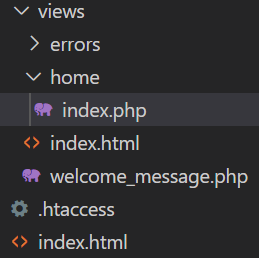 views
errors
home
index.php
index.html
welcome_message.php
.htaccess
index.html